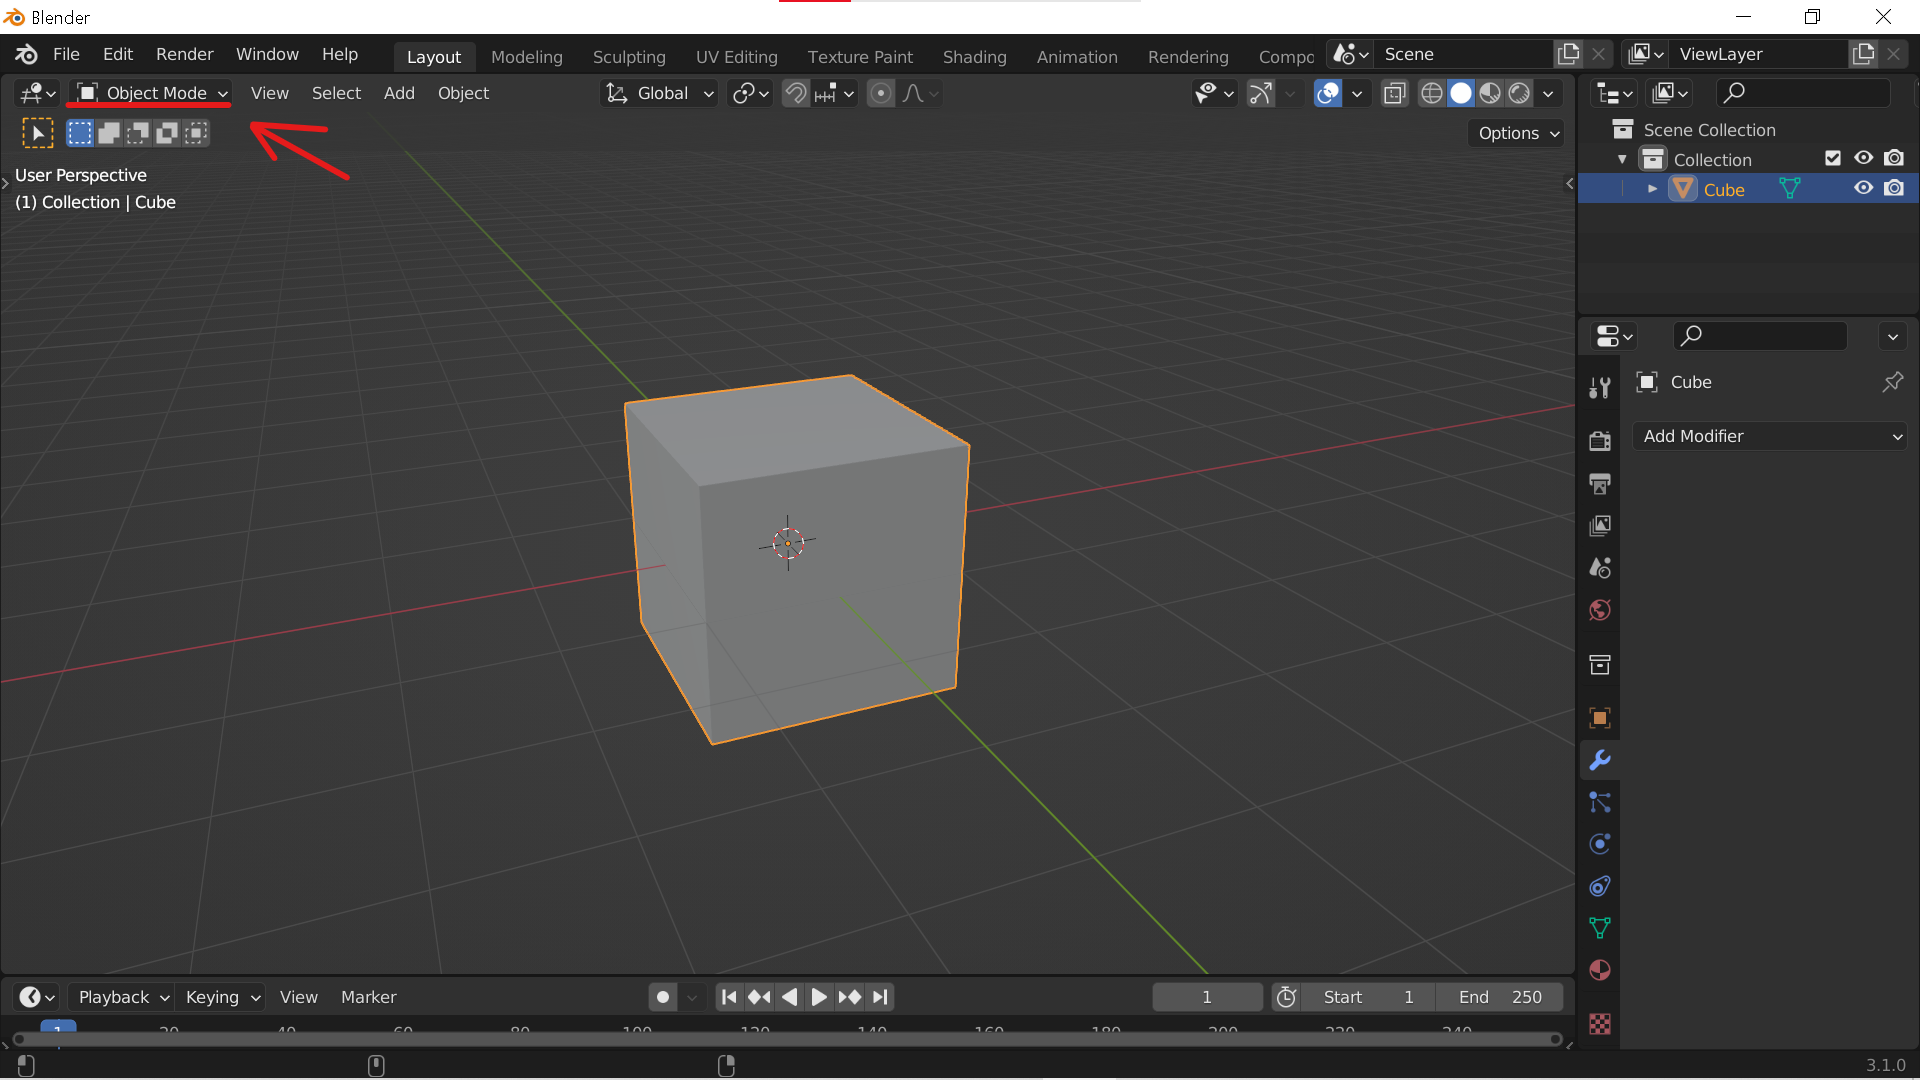 Blender
File Edit Render Window Help Layout Modeling Sculpting UV Editing Texture Paint Shading Animation Rendering Compo Scene ViewLayer
Object Mode View Select Add Object Global
Options
User Perspective
(1) Collection | Cube
Scene Collection
Collection
Cube
Cube
Add Modifier
Playback Keying View Marker 1 Start 1 End 250
1 20 40 60 80 100 120 140 160 180 200 220 240
3.1.0